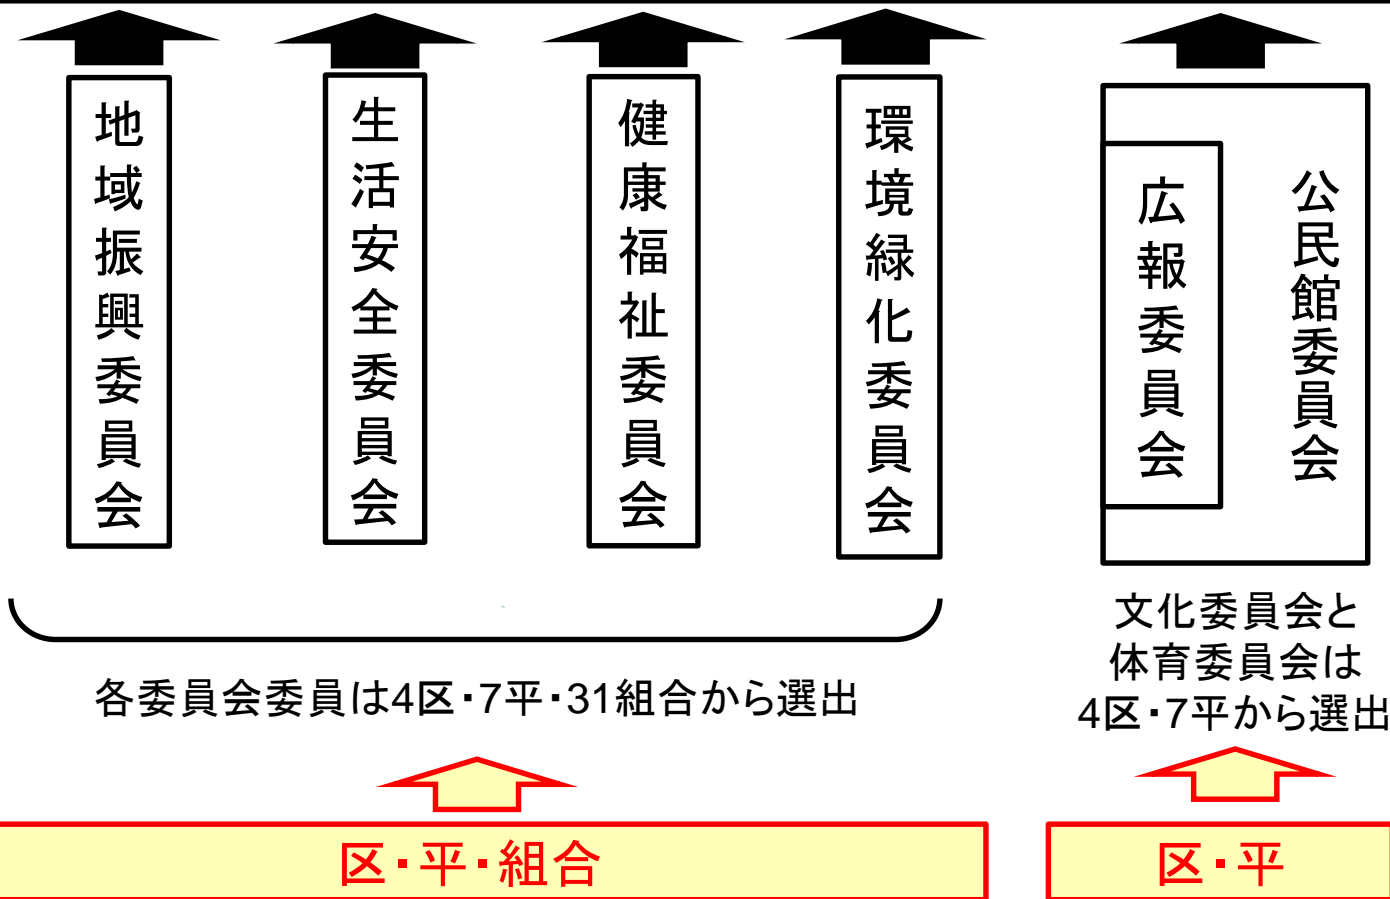 地域振興委員会
生活安全委員会
健康福祉委員会
環境緑化委員会
広報委員会
公民館委員会
各委員会委員は4区・7平・31組合から選出
文化委員会と
体育委員会は
4区・7平から選出
区・平・組合
区・平